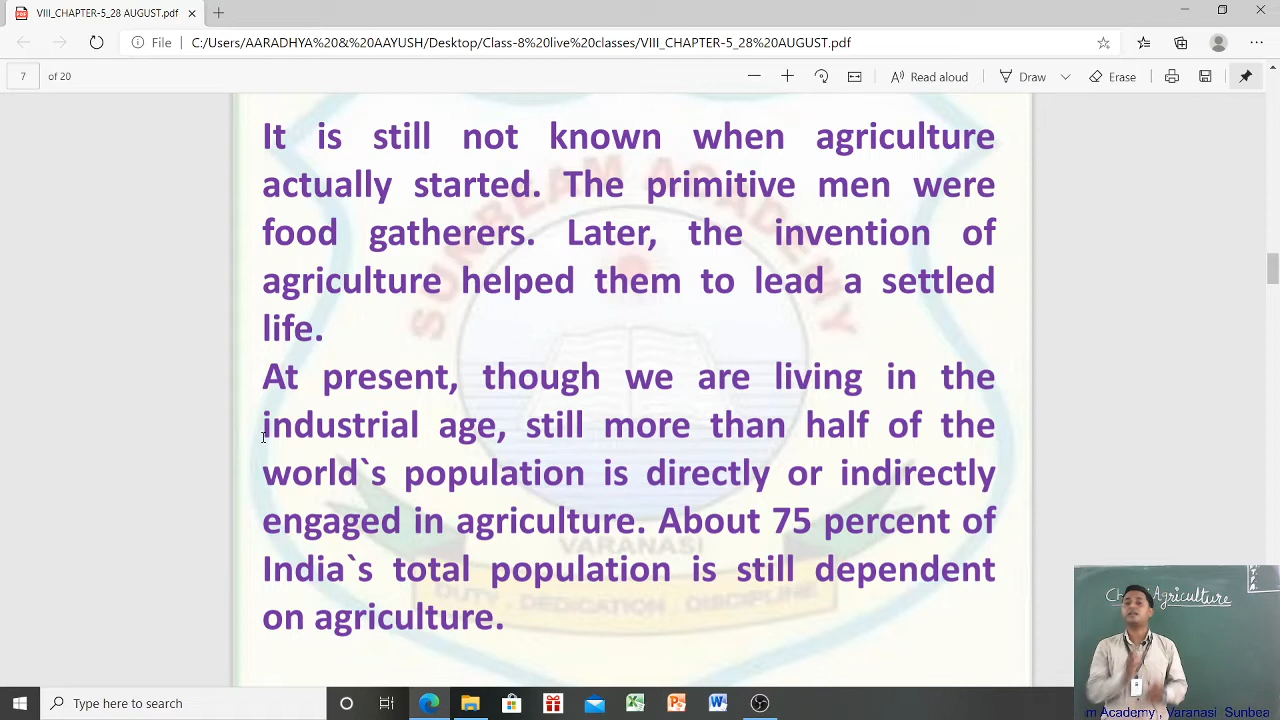 VIII_CHAPTER-5_28 AUGUST.pdf
File C:/Users/AARADHYA%20&%20AAYUSH/Desktop/Class-8%20live%20classes/VIII_CHAPTER-5_28%20AUGUST.pdf
7 of 20 Read aloud Draw Erase
It is still not known when agriculture
actually started. The primitive men were
food gatherers. Later, the invention of
agriculture helped them to lead a settled
life.
At present, though we are living in the
industrial age, still more than half of the
world`s population is directly or indirectly
engaged in agriculture. About 75 percent of
India`s total population is still dependent
on agriculture.
SUNBEAM ACADEMY
VARANASI
DEDICATION DISCIPLINE
Agriculture
m Academy , Varanasi Sunbea
Type here to search